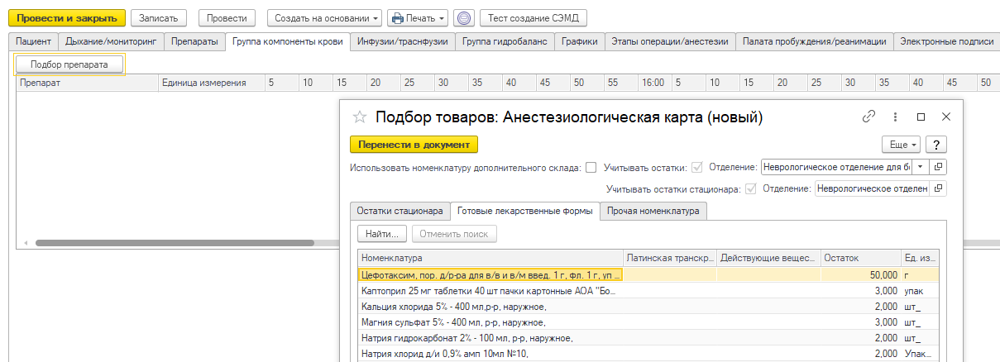 Провести и закрыть Записать Провести Создать на основании Печать Тест создание СЭМД
Пациент Дыхание/мониторинг Препараты Группа компоненты крови Инфузии/траснфузии Группа гидробаланс Графики Этапы операции/анестезии Палата пробуждения/реанимации Электронные подписи
Подбор препарата
Препарат Единица измерения 5 10 15 20 25 30 35 40 45 50 55 16:00 5 10 15 20 25 30 35 40 45 50
Подбор товаров: Анестезиологическая карта (новый)
Перенести в документ Еще ?
Использовать номенклатуру дополнительного склада: Учитывать остатки: Отделение: Неврологическое отделение для б
Учитывать остатки стационара: Отделение: Неврологическое отделен
Остатки стационара Готовые лекарственные формы Прочая номенклатура
Найти... Отменить поиск
Номенклатура Латинская транскр... Действующие вещес... Остаток Ед. из...
Цефотаксим, пор. д/р-ра для в/в и в/м введ. 1 г, фл. 1 г, уп ... 50,000 г
Каптоприл 25 мг таблетки 40 шт пачки картонные АОА "Бо... 3,000 упак
Кальция хлорида 5% - 400 мл,р-р, наружное, 2,000 шт_
Магния сульфат 5% - 400 мл, р-р, наружное, 3,000 шт_
Натрия гидрокарбонат 2% - 100 мл, р-р, наружное, 2,000 шт_
Натрия хлорид д/и 0,9% амп 10мл №10, 2,000 Упак...